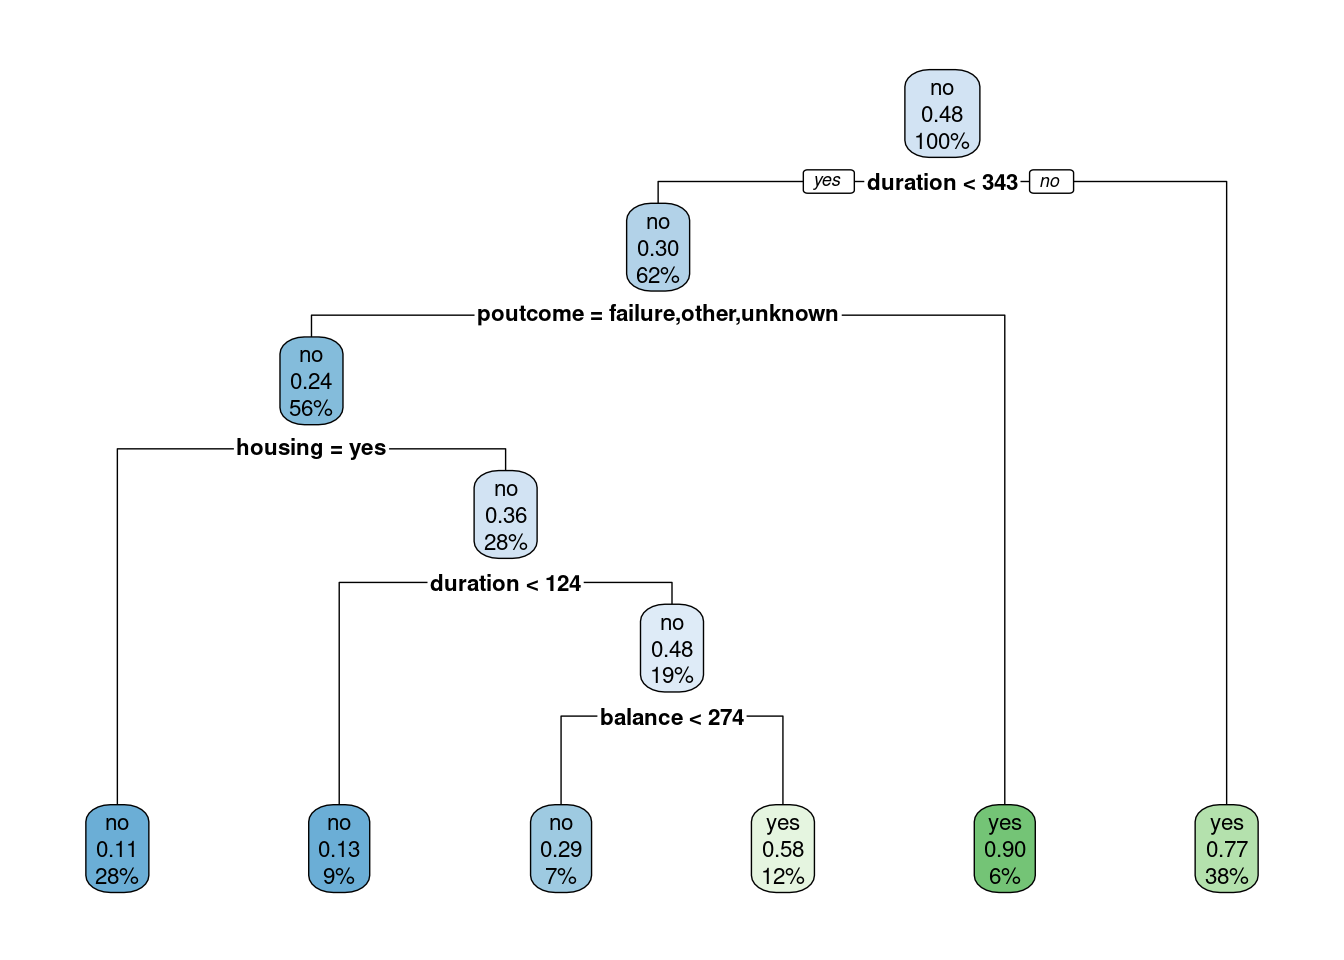 no
0.48
100%
yes
duration < 343
no
no
0.30
62%
poutcome = failure,other,unknown
no
0.24
56%
housing = yes
no
0.36
28%
duration < 124
no
0.48
19%
balance < 274
no
0.11
28%
no
0.13
9%
no
0.29
7%
yes
0.58
12%
yes
0.90
6%
yes
0.77
38%